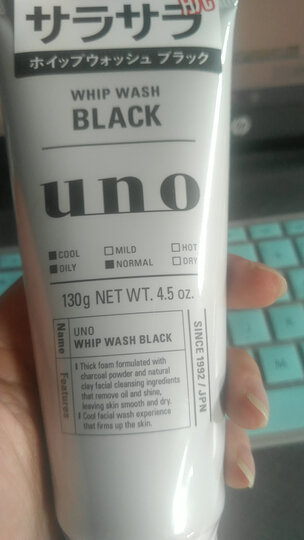 サラサラ
ホイップウォッシュ ブラック
WHIP WASH
BLACK
uno
COOL MILD HOT
OILY NORMAL DRY
130g NET WT. 4.5 oz.
Name UNO
WHIP WASH BLACK
Features Thick foam formulated with
charcoal powder and natural
clay facial cleansing ingredients
that remove oil and shine,
leaving skin smooth and dry.
Cool facial wash experience
that firms up the skin.
SINCE 1992 / JPN